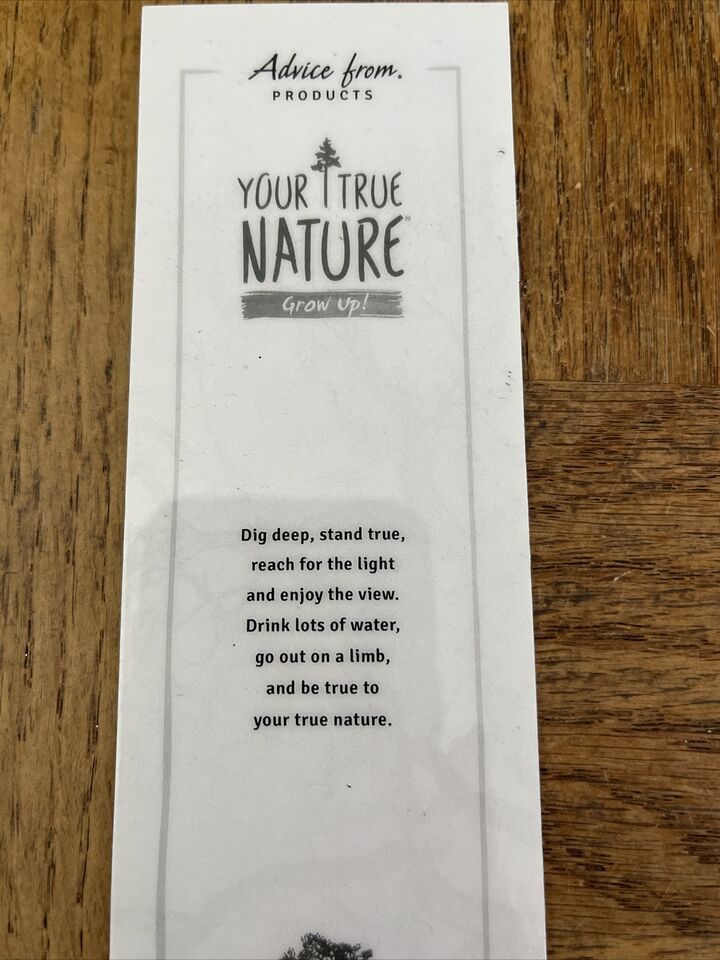 Advice from.
PRODUCTS
YOUR TRUE
NATURE
Grow Up!
Dig deep, stand true,
reach for the light
and enjoy the view.
Drink lots of water,
go out on a limb,
and be true to
your true nature.